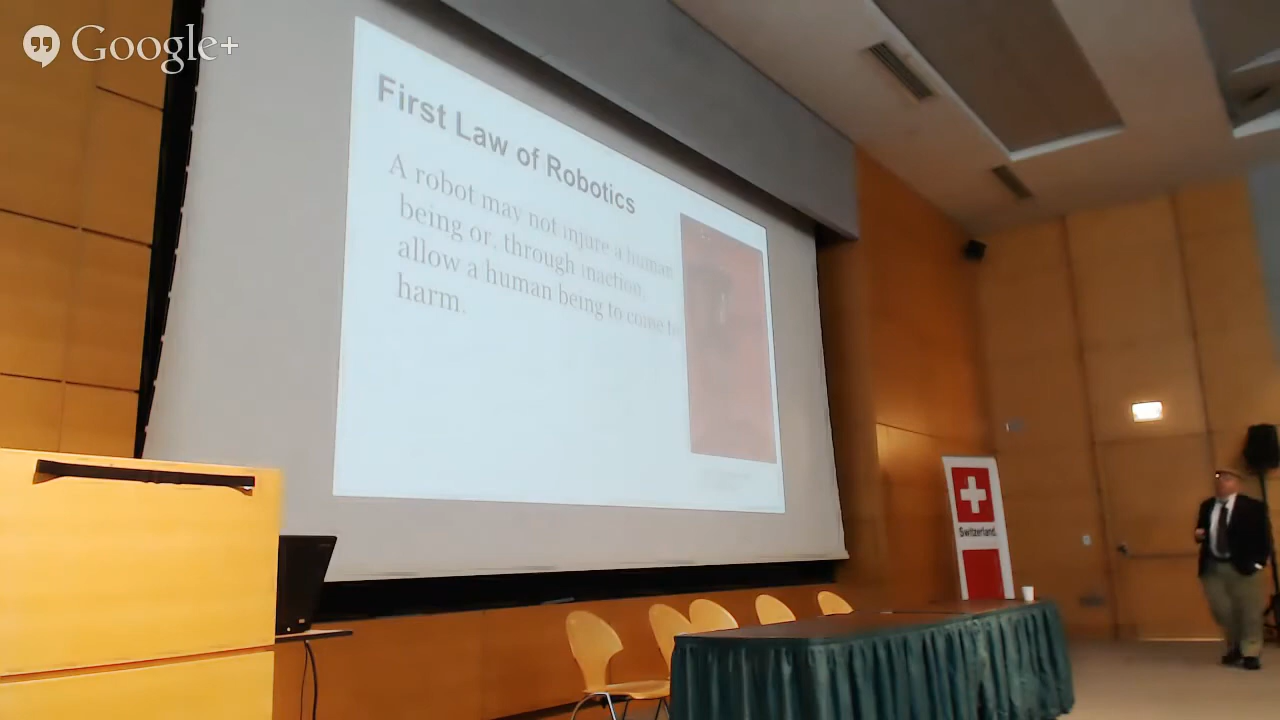 Google+
First Law of Robotics
A robot may not injure a human
being or, through inaction,
allow a human being to come to
harm.
Switzerland.